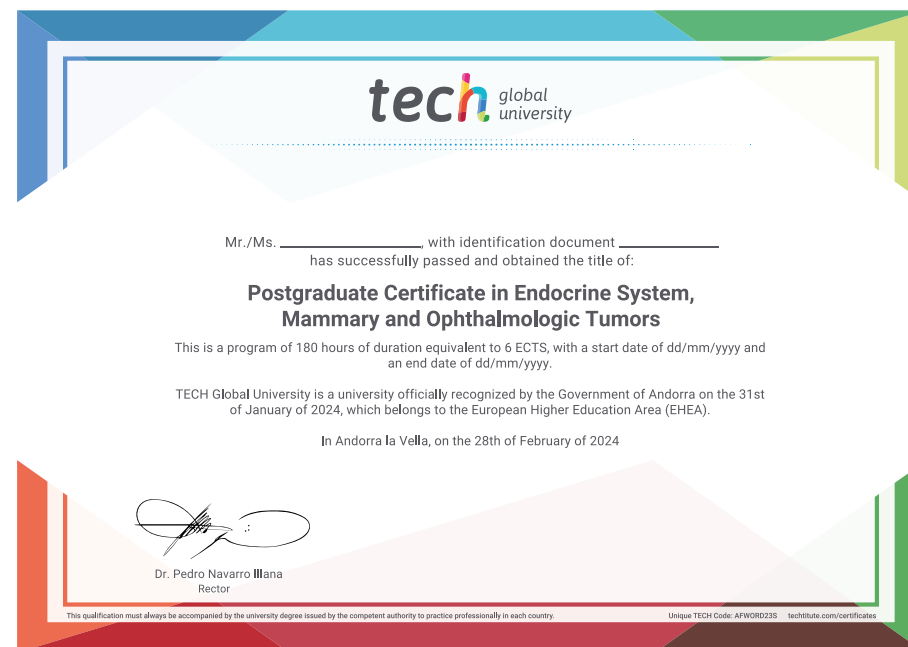 tech global university
Mr./Ms. ____________________, with identification document ______________
has successfully passed and obtained the title of:
Postgraduate Certificate in Endocrine System,
Mammary and Ophthalmologic Tumors
This is a program of 180 hours of duration equivalent to 6 ECTS, with a start date of dd/mm/yyyy and
an end date of dd/mm/yyyy.
TECH Global University is a university officially recognized by the Government of Andorra on the 31st
of January of 2024, which belongs to the European Higher Education Area (EHEA).
In Andorra la Vella, on the 28th of February of 2024
Dr. Pedro Navarro Illana
Rector
This qualification must always be accompanied by the university degree issued by the competent authority to practice professionally in each country.
Unique TECH Code: AFWORD23S techtitute.com/certificates